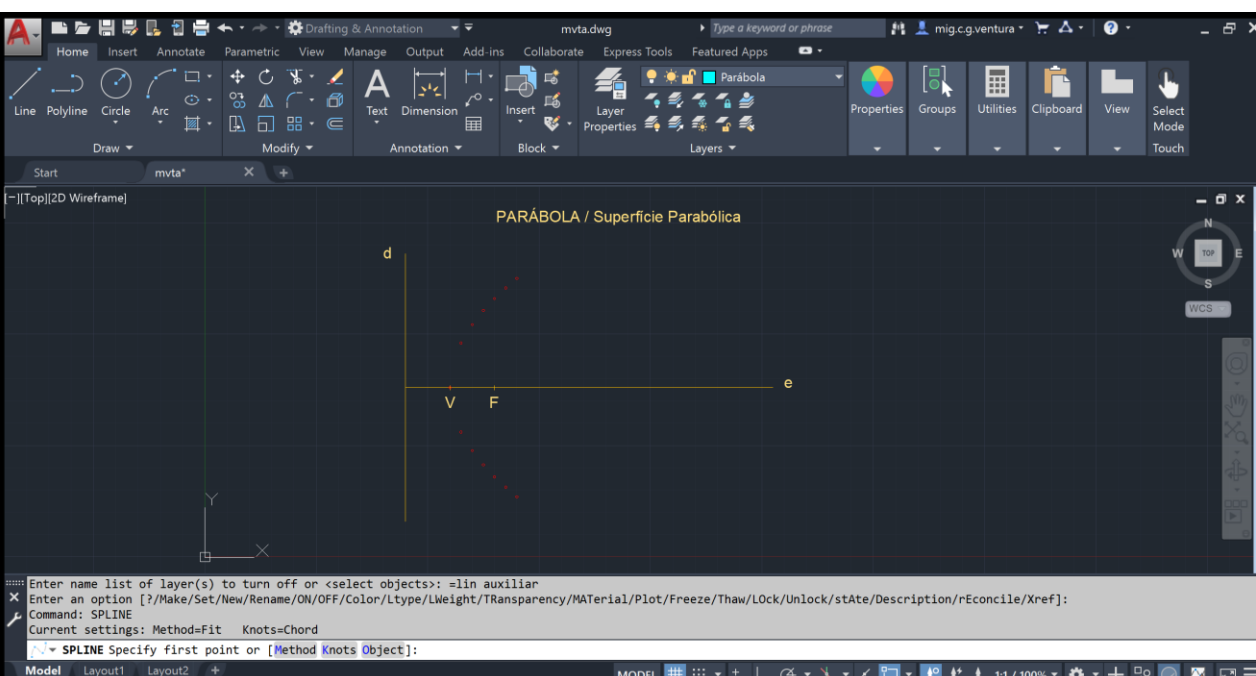 A Drafting & Annotation mvta.dwg Type a keyword or phrase mig.c.g.ventura
Home Insert Annotate Parametric View Manage Output Add-ins Collaborate Express Tools Featured Apps
Parábola
Line Polyline Circle Arc Text Dimension Insert Layer Properties Properties Groups Utilities Clipboard View Select Mode
Draw Modify Annotation Block Layers Touch
Start mvta* +
[-][Top][2D Wireframe]
PARÁBOLA / Superfície Parabólica
N
d
W TOP E
S
WCS
e
V F
Y
X
Enter name list of layer(s) to turn off or <select objects>: =lin auxiliar
Enter an option [?/Make/Set/New/Rename/ON/OFF/Color/Ltype/LWeight/TRansparency/MATerial/Plot/Freeze/Thaw/LOck/Unlock/stAte/Description/rEconcile/Xref]:
Command: SPLINE
Current settings: Method=Fit Knots=Chord
SPLINE Specify first point or [Method Knots Object]:
Model Layout1 Layout2 + MODEL 1:1 / 100%